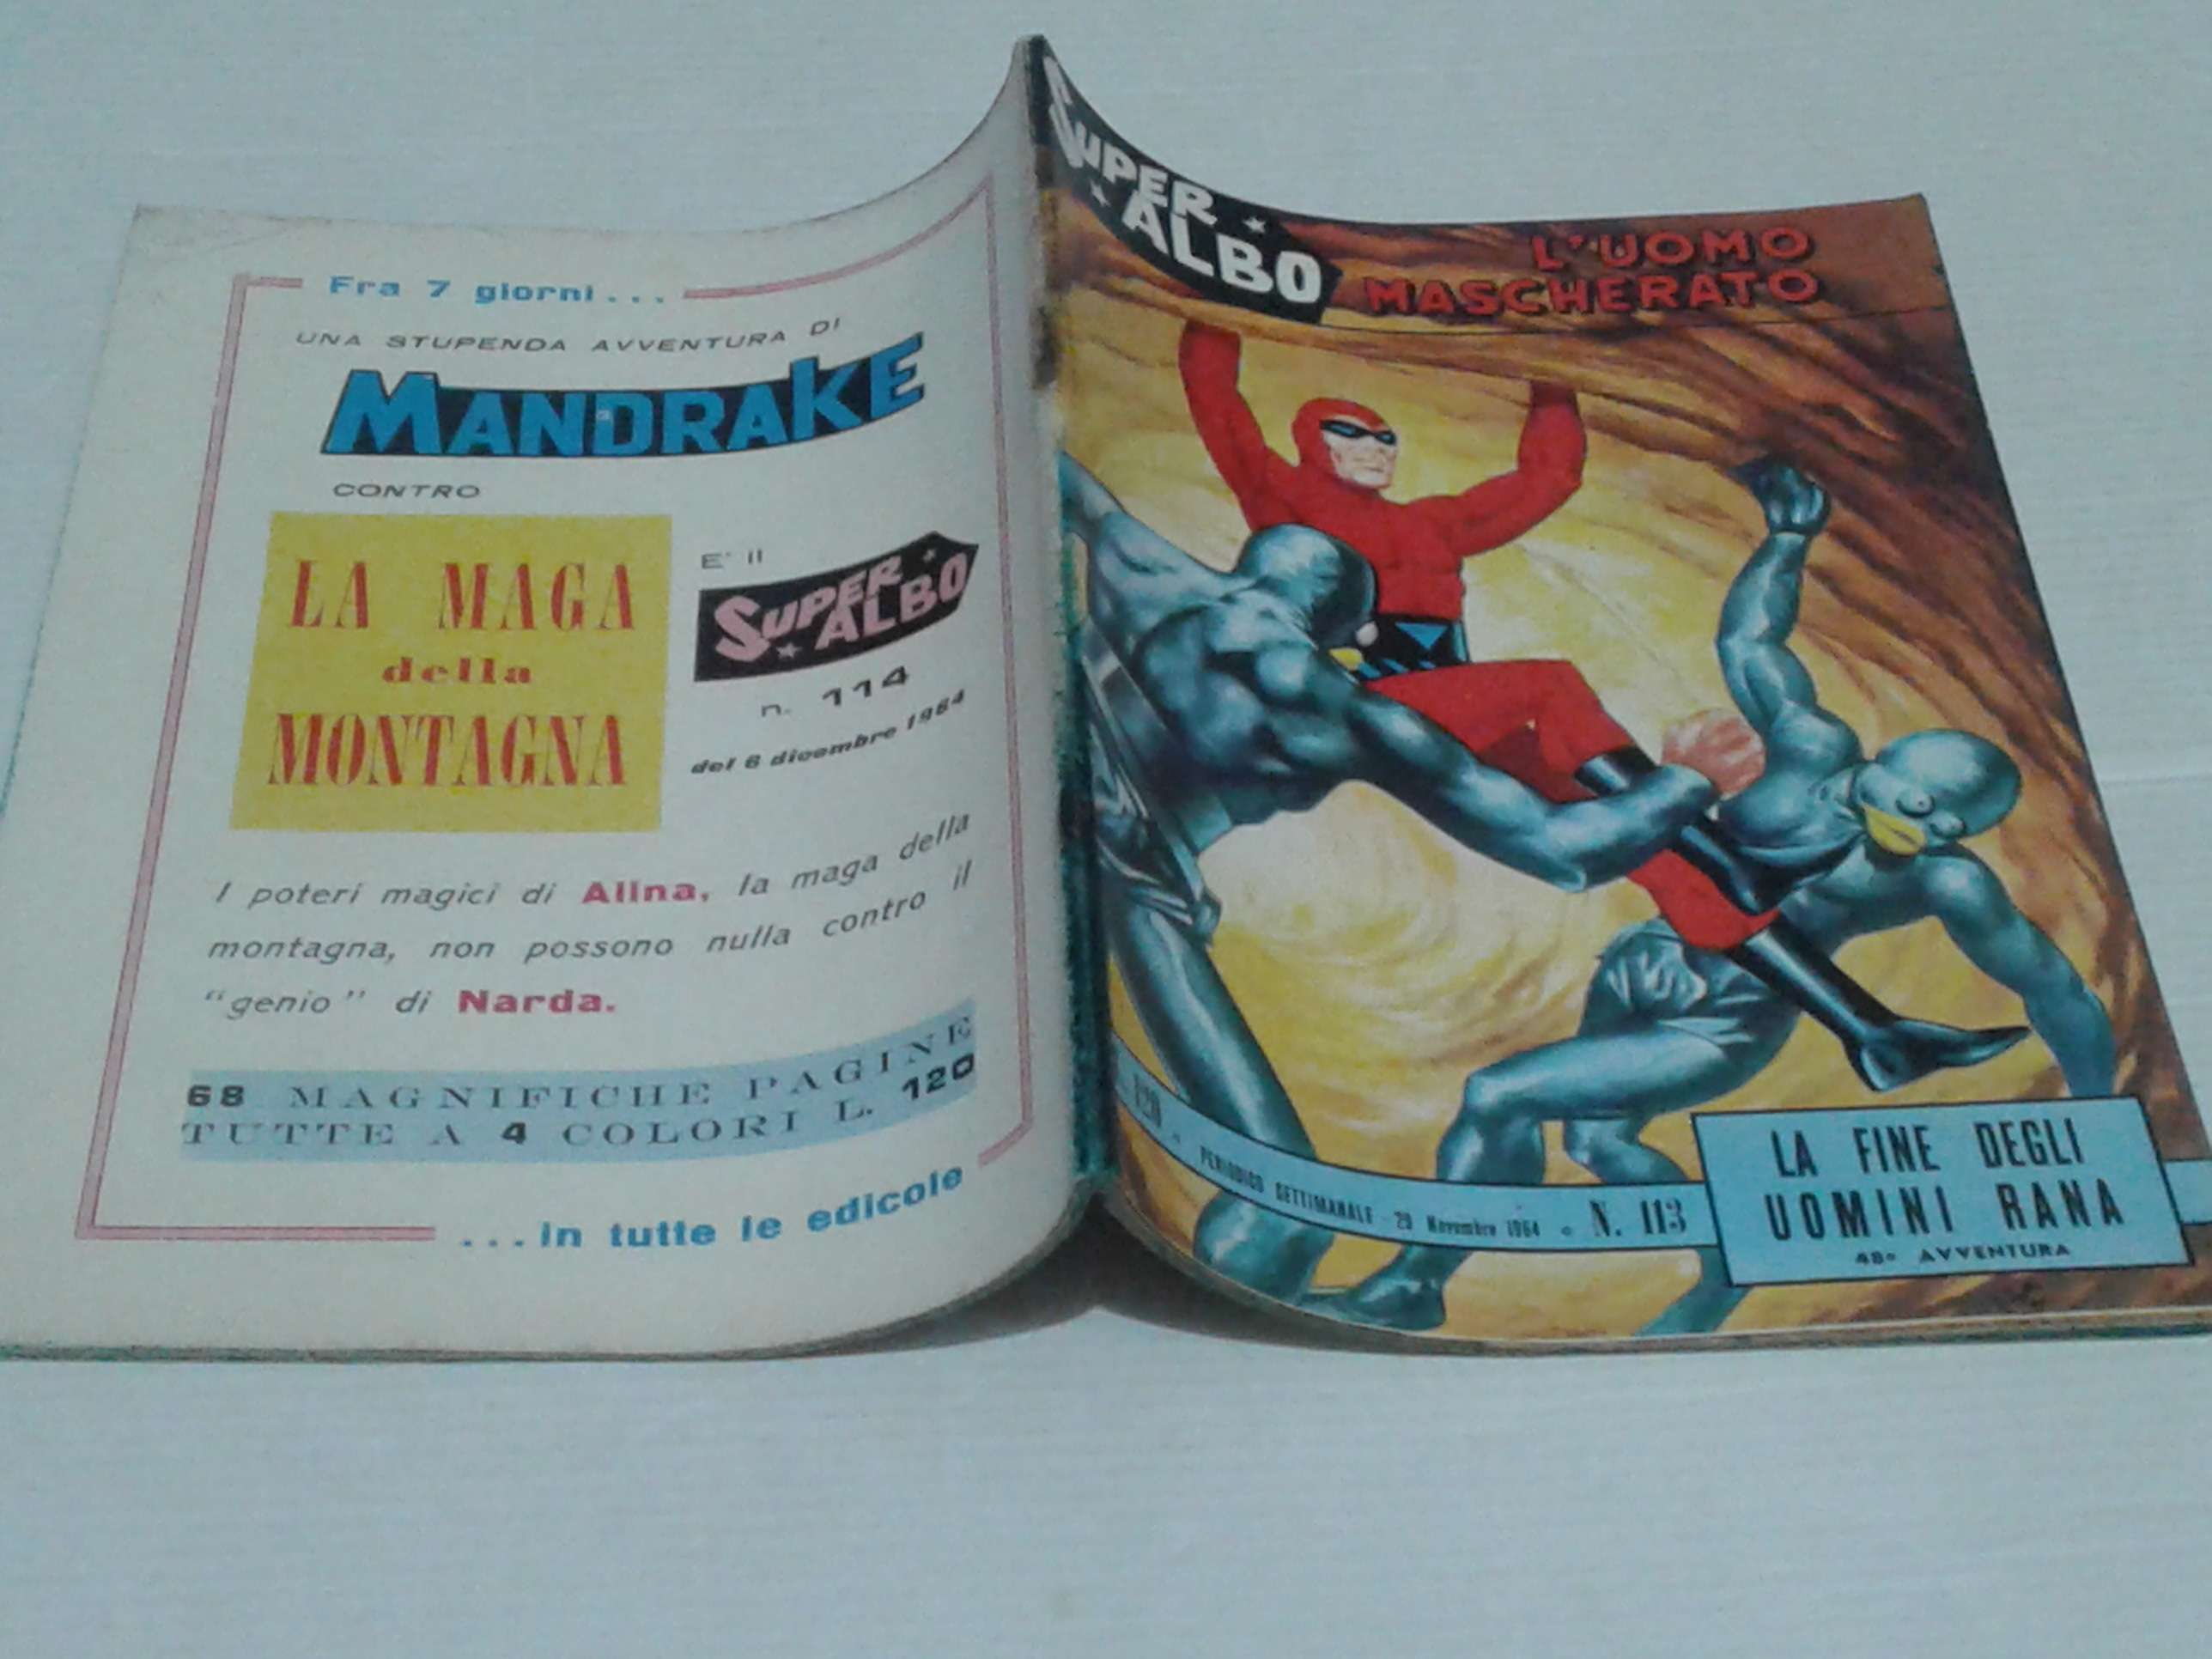 Fra 7 giorni...
UNA STUPENDA AVVENTURA DI
MANDRAKE
CONTRO
LA MAGA
della
MONTAGNA
E' il
SUPER
ALBO
n. 114
del 6 dicembre 1964
I poteri magici di Alina, la maga della
montagna, non possono nulla contro il
"genio" di Narda.
68 MAGNIFICHE PAGINE
TUTTE A 4 COLORI L. 120
...in tutte le edicole
SUPER
ALBO
L'UOMO
MASCHERATO
120 - PERIODICO SETTIMANALE - 29 Novembre 1964 - N. 113
LA FINE DEGLI
UOMINI RANA
48ª AVVENTURA